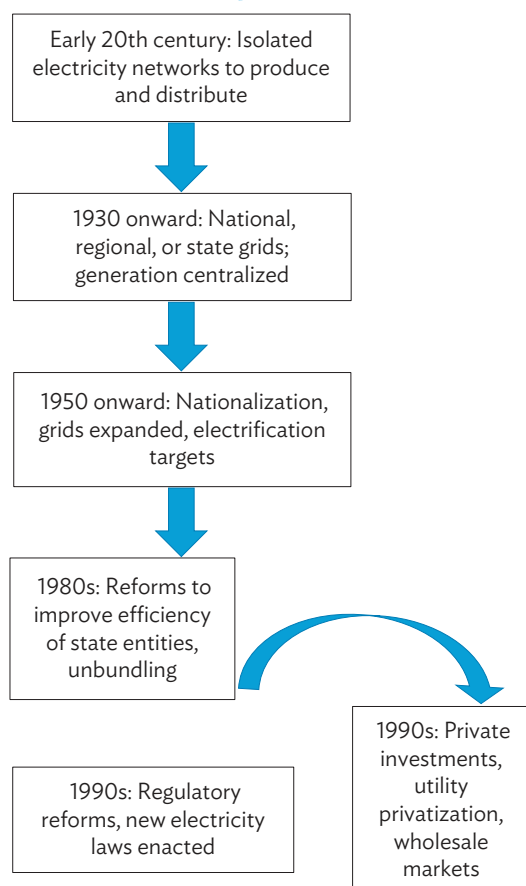 Early 20th century: Isolated
electricity networks to produce
and distribute
1930 onward: National,
regional, or state grids;
generation centralized
1950 onward: Nationalization,
grids expanded, electrification
targets
1980s: Reforms to
improve efficiency
of state entities,
unbundling
1990s: Private
investments,
utility
privatization,
wholesale
markets
1990s: Regulatory
reforms, new electricity
laws enacted